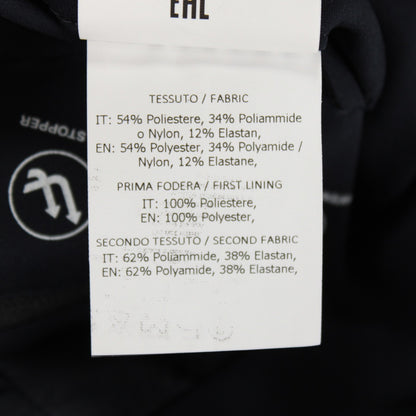 EAC
TESSUTO / FABRIC
IT: 54% Poliestere, 34% Poliammide
o Nylon, 12% Elastan,
EN: 54% Polyester, 34% Polyamide /
Nylon, 12% Elastane,
PRIMA FODERA / FIRST LINING
IT: 100% Poliestere,
EN: 100% Polyester,
SECONDO TESSUTO / SECOND FABRIC
IT: 62% Poliammide, 38% Elastan,
EN: 62% Polyamide, 38% Elastane,
STOPPER